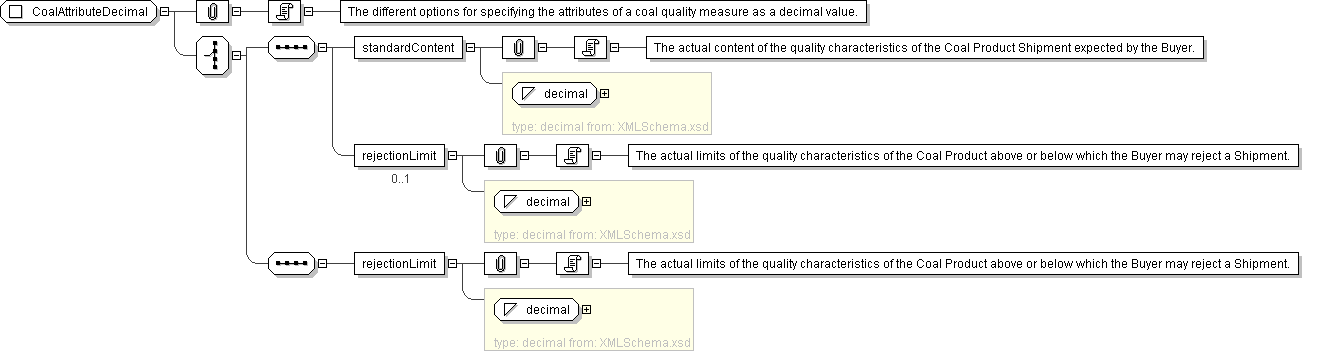 CoalAttributeDecimal
The different options for specifying the attributes of a coal quality measure as a decimal value.
standardContent
The actual content of the quality characteristics of the Coal Product Shipment expected by the Buyer.
decimal
type: decimal from: XMLSchema.xsd
rejectionLimit
The actual limits of the quality characteristics of the Coal Product above or below which the Buyer may reject a Shipment.
0..1
decimal
type: decimal from: XMLSchema.xsd
rejectionLimit
The actual limits of the quality characteristics of the Coal Product above or below which the Buyer may reject a Shipment.
decimal
type: decimal from: XMLSchema.xsd